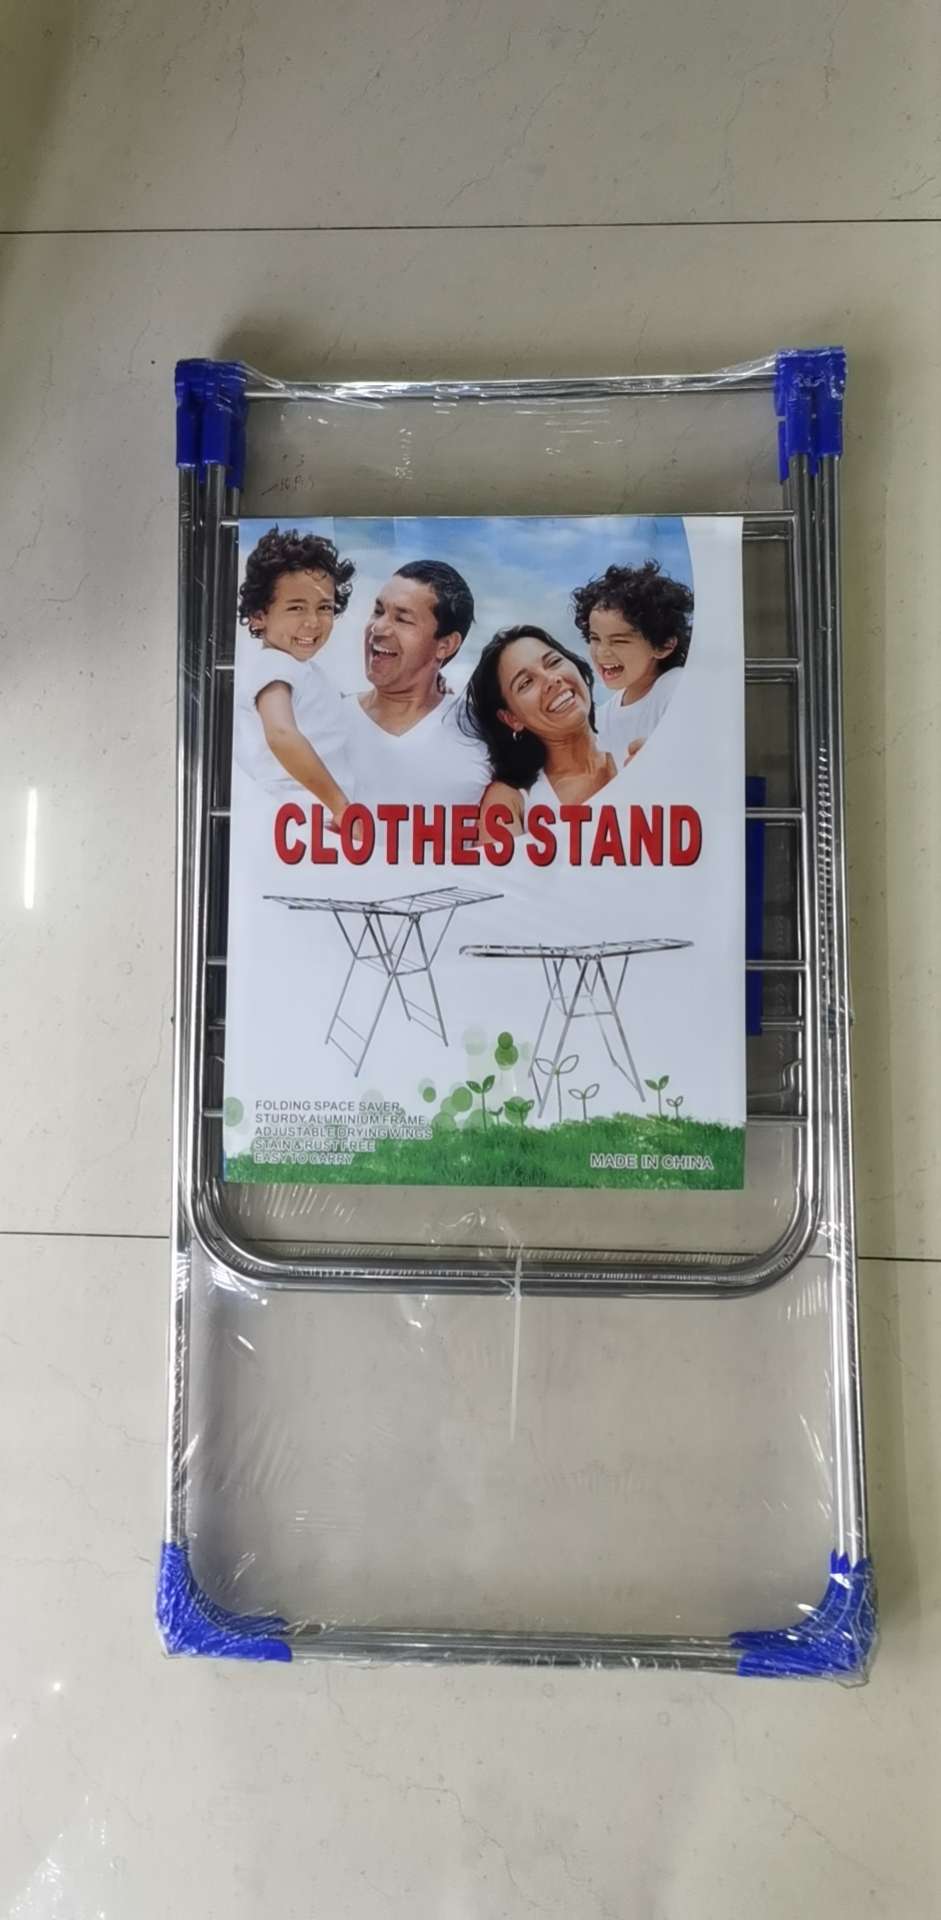 CLOTHES STAND
FOLDING SPACE SAVER
STURDY ALUMINIUM FRAME
ADJUSTABLE DRYING WINGS
STAIN & RUST FREE
EASY TO CARRY
MADE IN CHINA